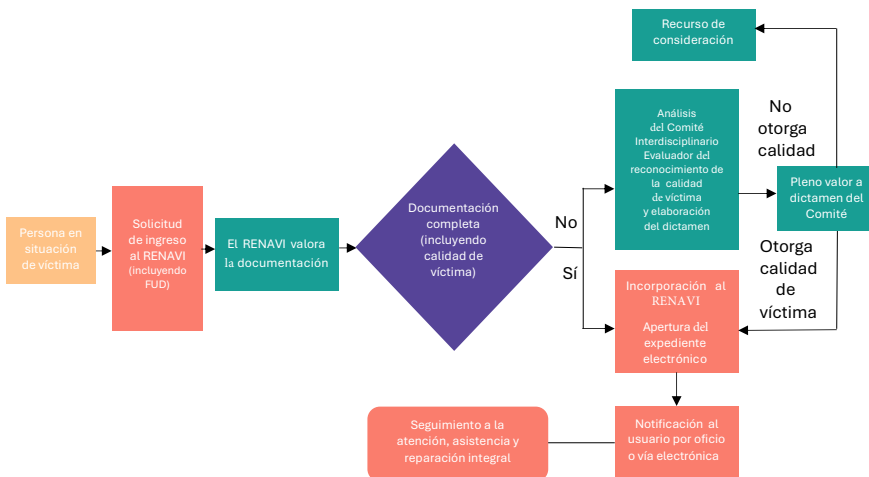 Persona en
situación
de víctima
Solicitud
de ingreso
al RENAVI
(incluyendo
FUD)
El RENAVI valora
la documentación
Documentación
completa
(incluyendo
calidad de
víctima)
No
Sí
Análisis
del Comité
Interdisciplinario
Evaluador del
reconocimiento de
la calidad
de víctima
y elaboración
del dictamen
Pleno valor a
dictamen del
Comité
No
otorga
calidad
Recurso de
consideración
Otorga
calidad
de
víctima
Incorporación al
RENAVI
Apertura del
expediente
electrónico
Notificación al
usuario por oficio
o vía electrónica
Seguimiento a la
atención, asistencia y
reparación integral